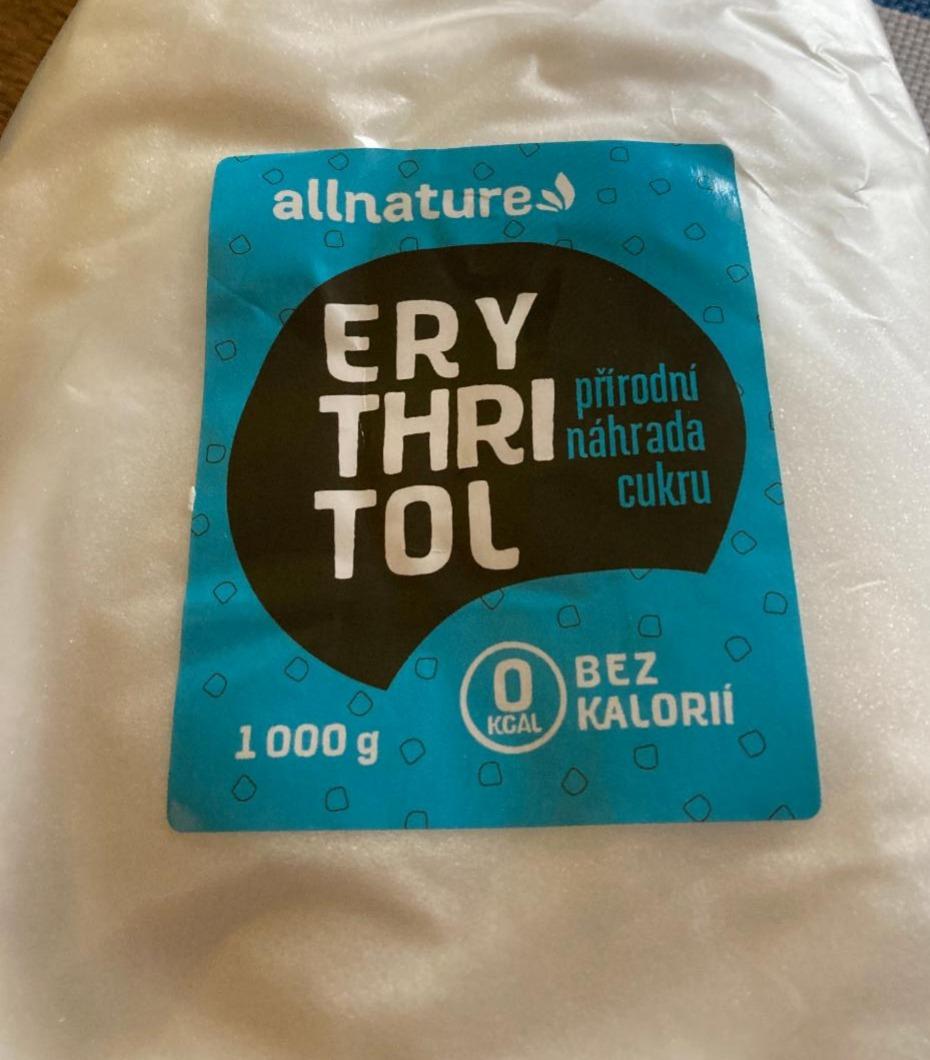 allnature
ERY
THRI
TOL
přírodní
náhrada
cukru
0
KCAL
BEZ
KALORIÍ
1 000 g